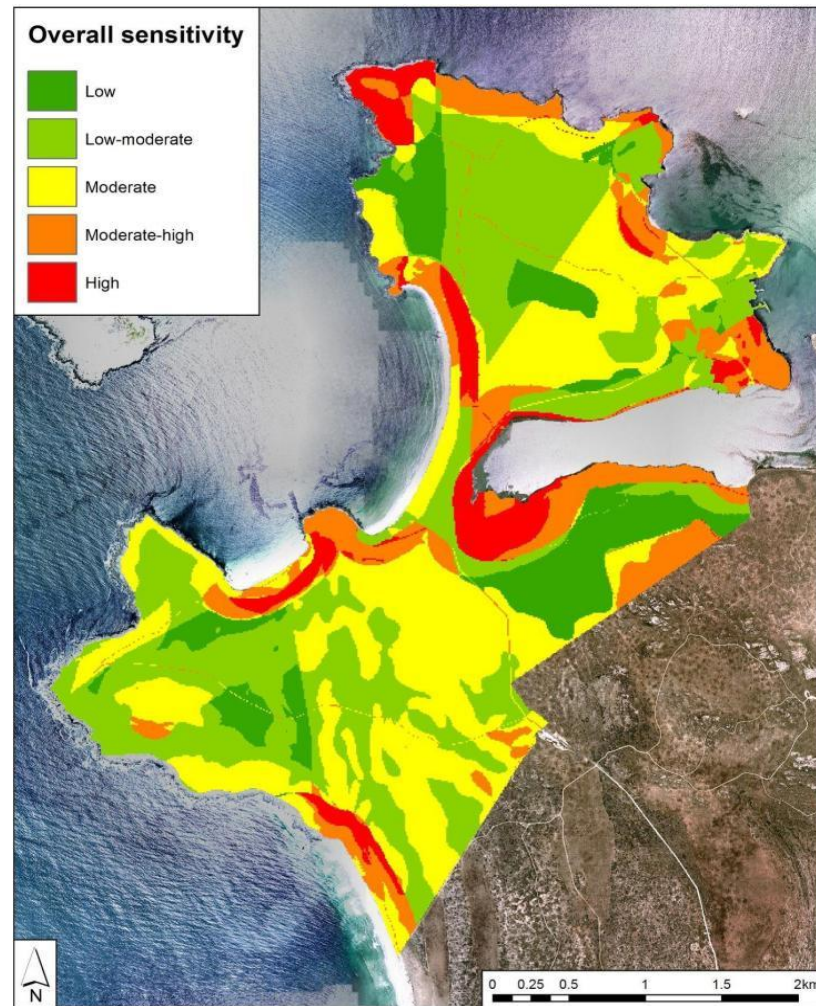 Overall sensitivity
Low
Low-moderate
Moderate
Moderate-high
High
N
0 0.25 0.5 1 1.5 2km